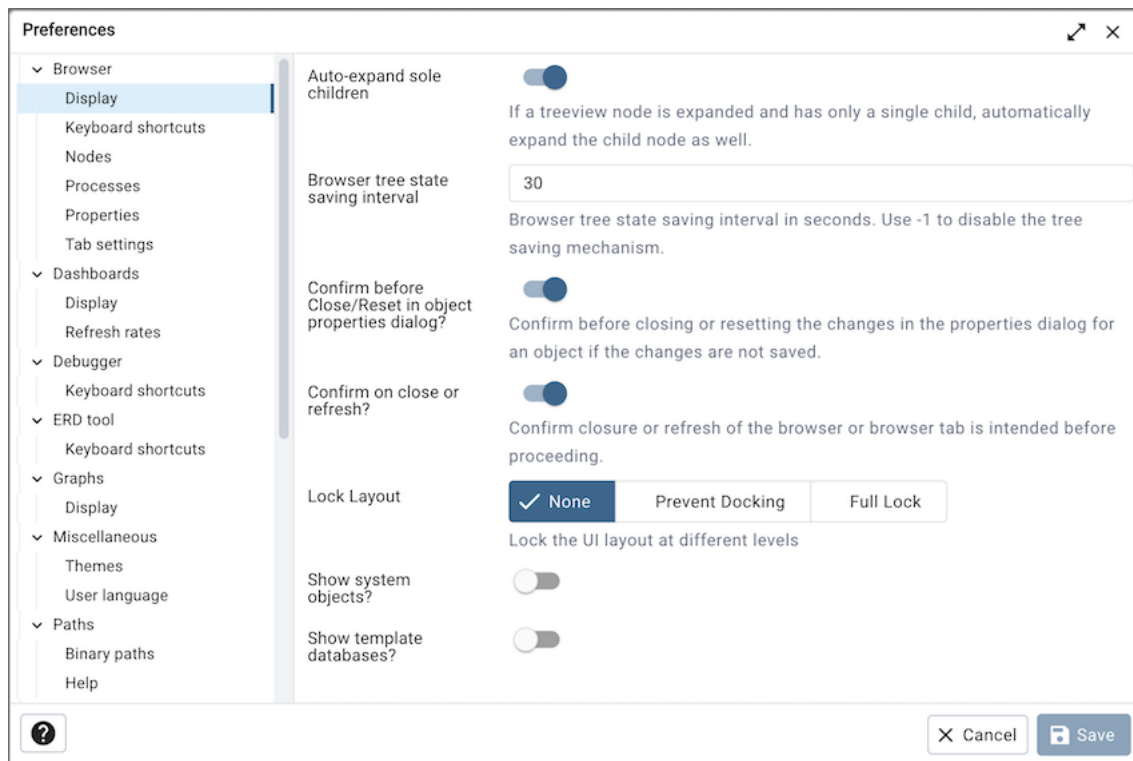 Preferences
Browser
Display
Keyboard shortcuts
Nodes
Processes
Properties
Tab settings
Dashboards
Display
Refresh rates
Debugger
Keyboard shortcuts
ERD tool
Keyboard shortcuts
Graphs
Display
Miscellaneous
Themes
User language
Paths
Binary paths
Help
Auto-expand sole
children
If a treeview node is expanded and has only a single child, automatically
expand the child node as well.
Browser tree state
saving interval
30
Browser tree state saving interval in seconds. Use -1 to disable the tree
saving mechanism.
Confirm before
Close/Reset in object
properties dialog?
Confirm before closing or resetting the changes in the properties dialog for
an object if the changes are not saved.
Confirm on close or
refresh?
Confirm closure or refresh of the browser or browser tab is intended before
proceeding.
Lock Layout
None Prevent Docking Full Lock
Lock the UI layout at different levels
Show system
objects?
Show template
databases?
? Cancel Save